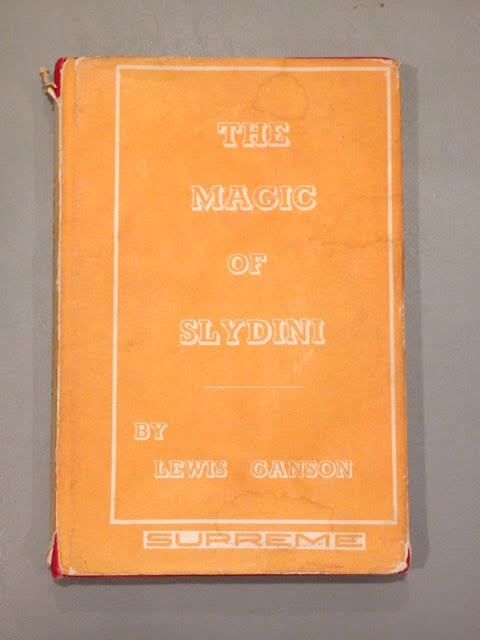 THE
MAGIC
OF
SLYDINI
BY
LEWIS GANSON
SUPREME